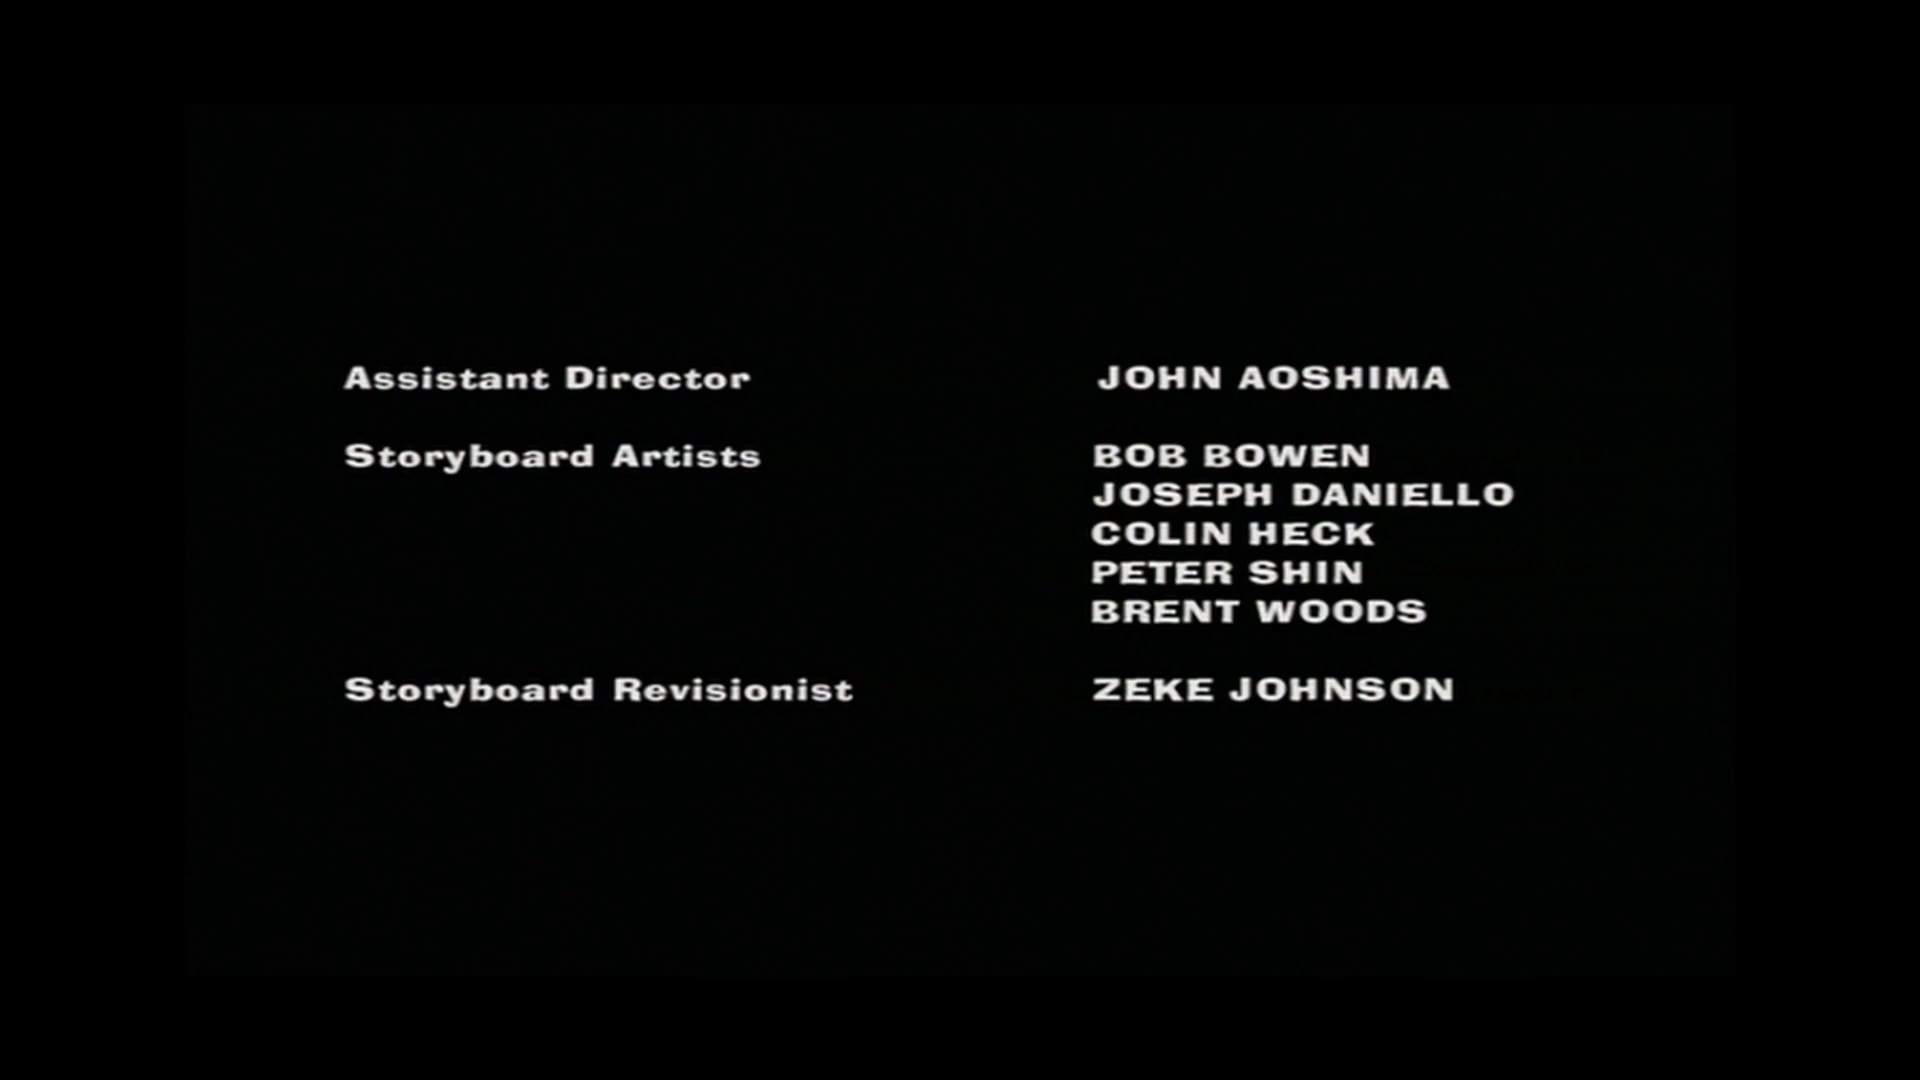 Assistant Director JOHN AOSHIMA
Storyboard Artists BOB BOWEN
JOSEPH DANIELLO
COLIN HECK
PETER SHIN
BRENT WOODS
Storyboard Revisionist ZEKE JOHNSON